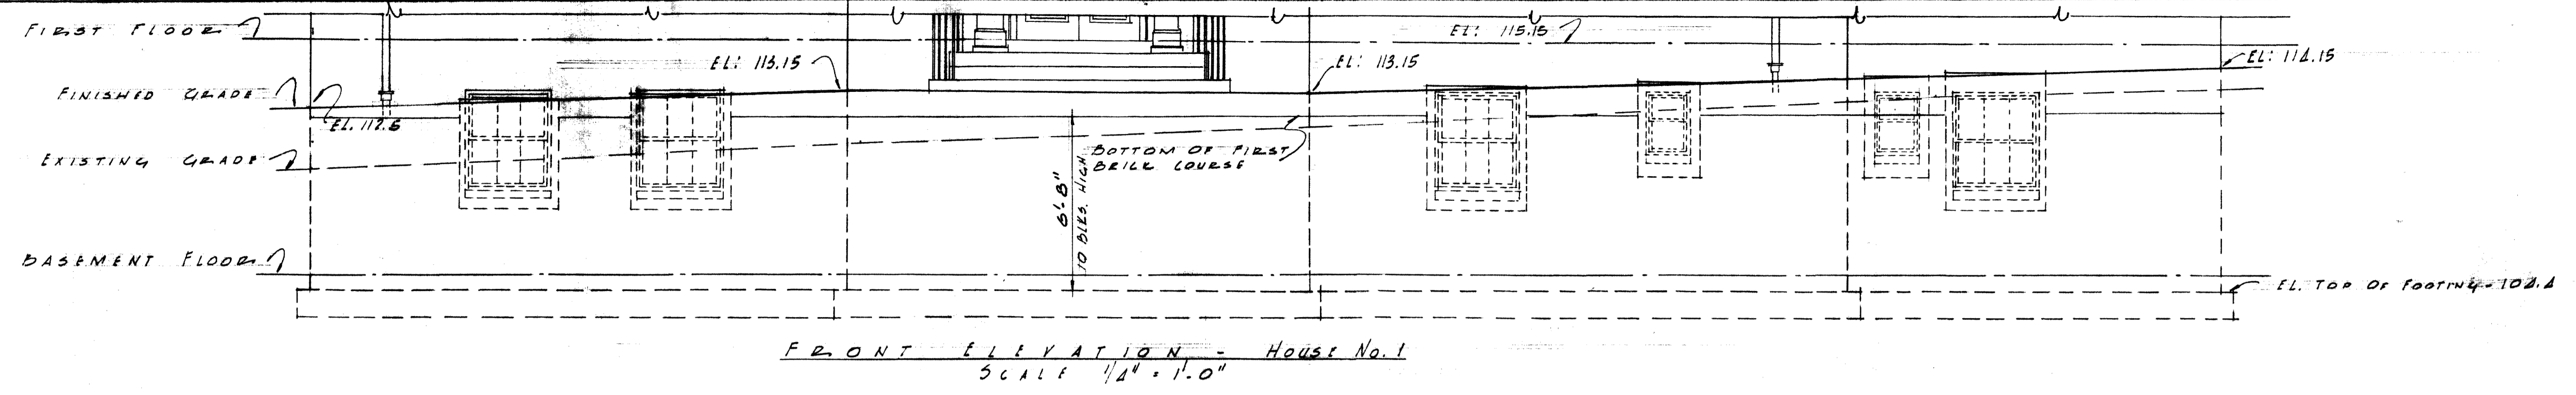 FIRST FLOOR
EL: 115.15
EL: 113.15
EL: 113.15
EL: 114.15
FINISHED GRADE
EL. 112.6
EXISTING GRADE
BOTTOM OF FIRST
BRICK COURSE
6'-8"
10 BLKS. HIGH
BASEMENT FLOOR
EL. TOP OF FOOTING - 104.4
FRONT ELEVATION - HOUSE No. 1
SCALE 1/4" = 1'-0"